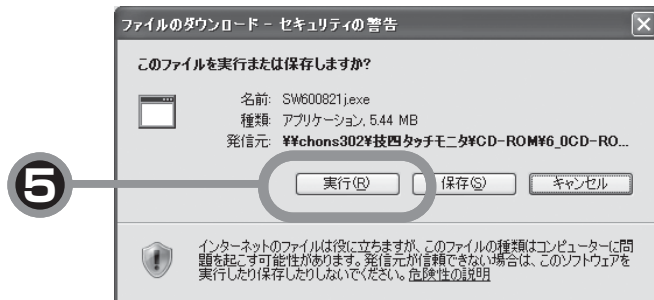 ファイルのダウンロード - セキュリティの警告
このファイルを実行または保存しますか?
名前: SW600821j.exe
種類: アプリケーション, 5.44 MB
発信元: ¥¥chons302¥技四タッチモニタ¥CD-ROM¥6_0CD-RO...
5
実行(R) 保存(S) キャンセル
インターネットのファイルは役に立ちますが、このファイルの種類はコンピューターに問
題を起こす可能性があります。発信元が信頼できない場合は、このソフトウェアを
実行したり保存したりしないでください。危険性の説明